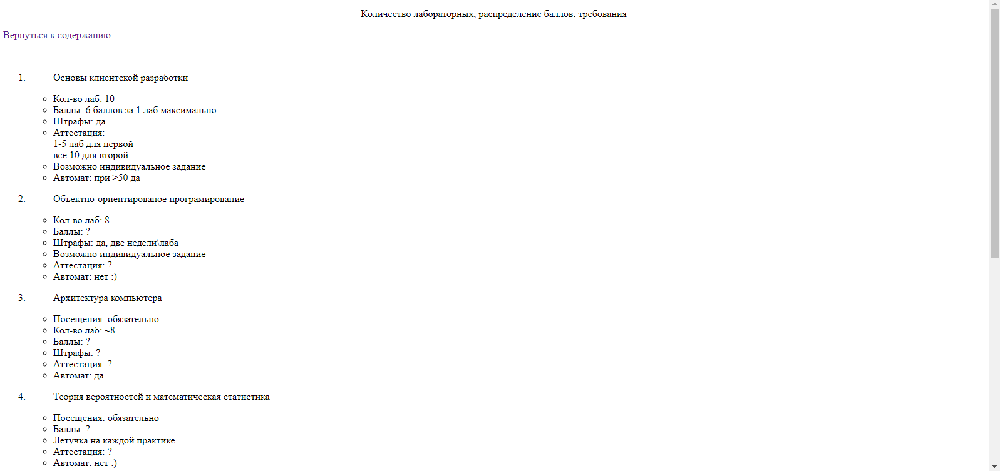 Количество лабораторных, распределение баллов, требования
Вернуться к содержанию
1. Основы клиентской разработки
Кол-во лаб: 10
Баллы: 6 баллов за 1 лаб максимально
Штрафы: да
Аттестация:
1-5 лаб для первой
все 10 для второй
Возможно индивидуальное задание
Автомат: при >50 да
2. Объектно-ориентированое програмирование
Кол-во лаб: 8
Баллы: ?
Штрафы: да, две недели\лаба
Возможно индивидуальное задание
Аттестация: ?
Автомат: нет :)
3. Архитектура компьютера
Посещения: обязательно
Кол-во лаб: ~8
Баллы: ?
Штрафы: ?
Аттестация: ?
Автомат: да
4. Теория вероятностей и математическая статистика
Посещения: обязательно
Баллы: ?
Летучка на каждой практике
Аттестация: ?
Автомат: нет :)